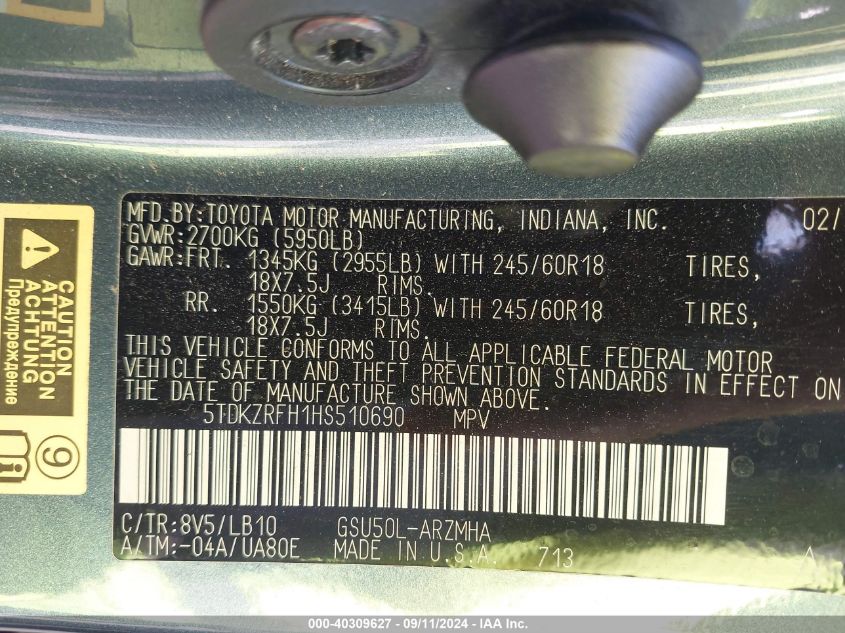 MFD.BY:TOYOTA MOTOR MANUFACTURING, INDIANA, INC. 02/
GVWR:2700KG (5950LB)
GAWR:FRT. 1345KG (2955LB) WITH 245/60R18 TIRES,
18X7.5J RIMS.
RR. 1550KG (3415LB) WITH 245/60R18 TIRES,
18X7.5J RIMS.
THIS VEHICLE CONFORMS TO ALL APPLICABLE FEDERAL MOTOR
VEHICLE SAFETY AND THEFT PREVENTION STANDARDS IN EFFECT ON
THE DATE OF MANUFACTURE SHOWN ABOVE.
5TDKZRFH1HS510690 MPV
C/TR:8V5/LB10 GSU50L-ARZMHA
A/TM:-04A/UA80E MADE IN U.S.A. 713 A
CAUTION
ATTENTION
ACHTUNG
Предупреждение
9
000-40309627 - 09/11/2024 - IAA Inc.